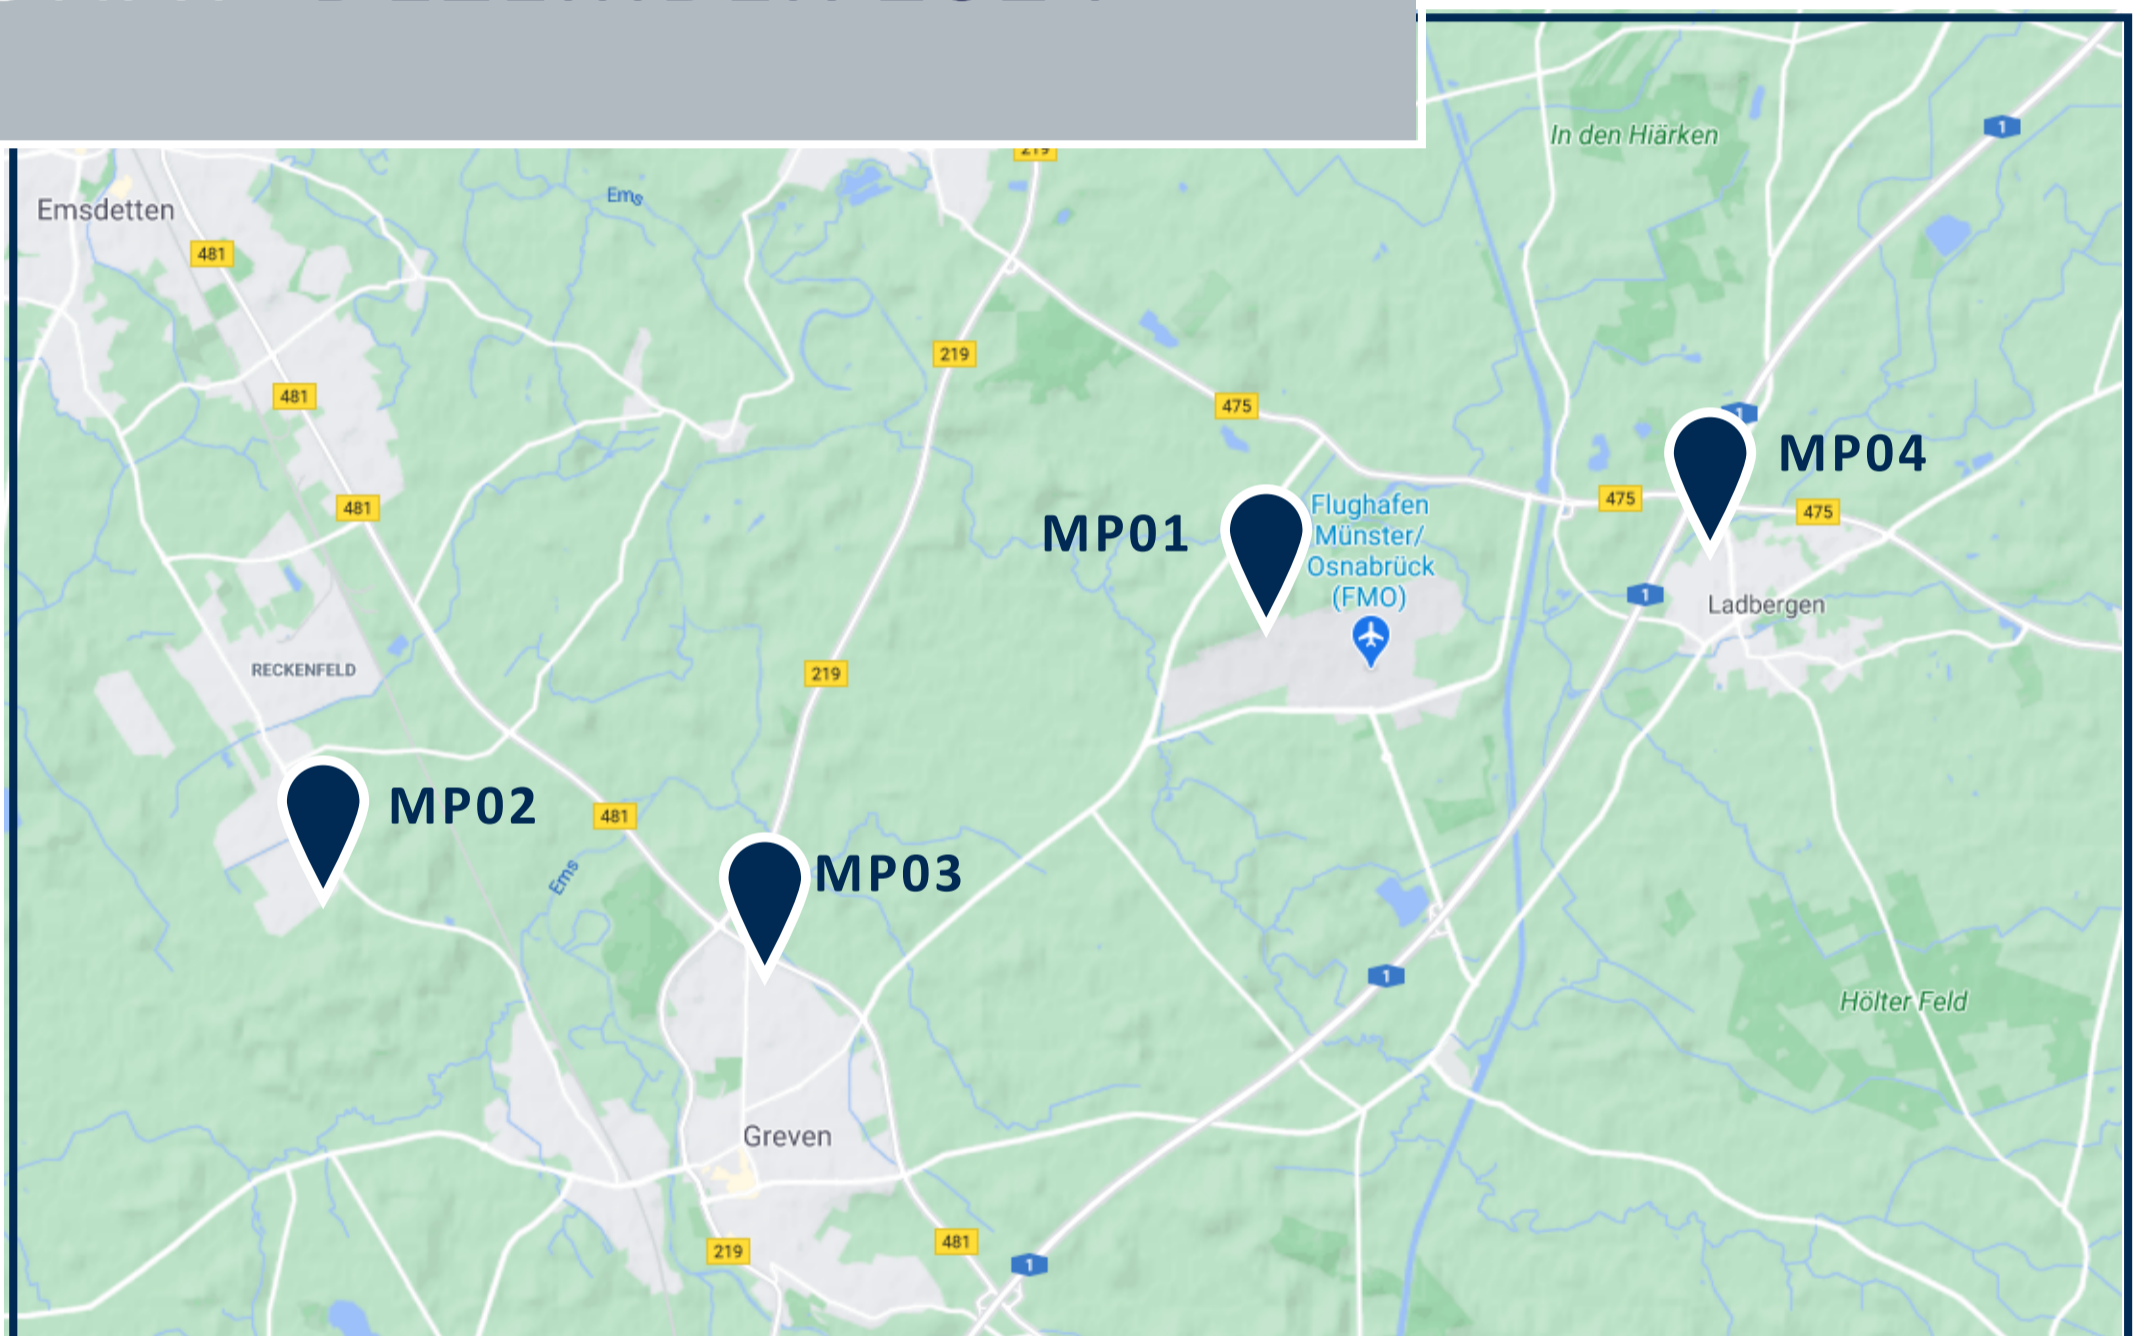 In den Hiärken
1
219
Ems
Emsdetten
481
219
481
475
1
MP04
475
475
481
MP01
Flughafen
Münster/
Osnabrück
(FMO)
1
Ladbergen
RECKENFELD
219
MP02
481
MP03
Ems
1
Hölter Feld
Greven
219
481
1